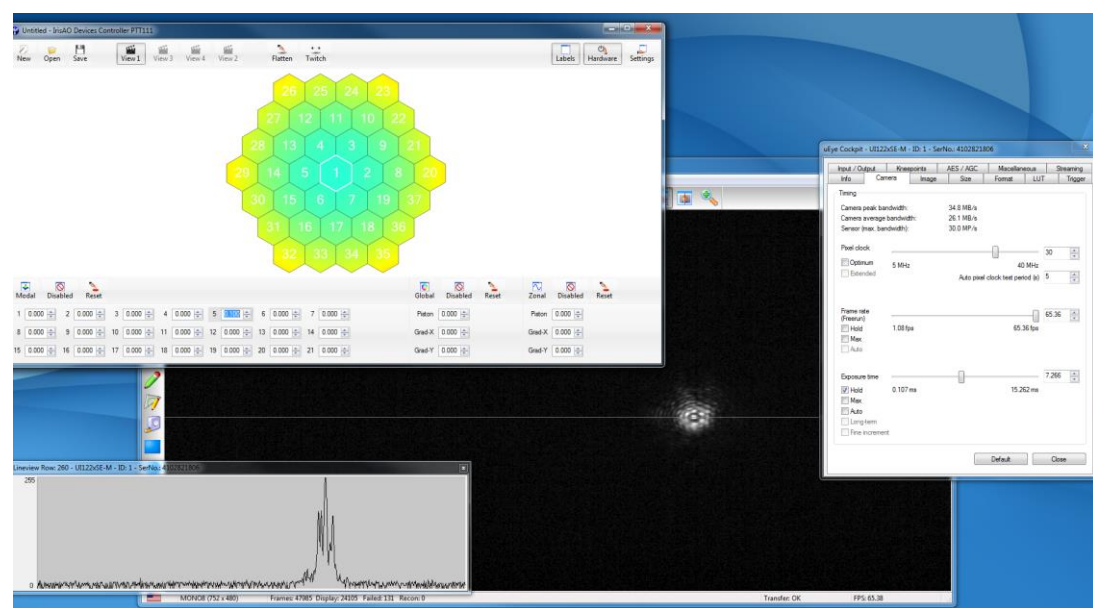 Untitled - IrisAO Devices Controller PTT111
New Open Save View 1 View 3 View 4 View 2 Flatten Twitch Labels Hardware Settings
26 25 24 23
27 12 11 10 22
28 13 4 3 9 21
29 14 5 1 2 8 20
30 15 6 7 19 37
31 16 17 18 36
32 33 34 35
Modal Disabled Reset Global Disabled Reset Zonal Disabled Reset
1 0.000 2 0.000 3 0.000 4 0.000 5 0.100 6 0.000 7 0.000 Piston 0.000 Piston 0.000
8 0.000 9 0.000 10 0.000 11 0.000 12 0.000 13 0.000 14 0.000 Grad-X 0.000 Grad-X 0.000
15 0.000 16 0.000 17 0.000 18 0.000 19 0.000 20 0.000 21 0.000 Grad-Y 0.000 Grad-Y 0.000
uEye Cockpit - UI122xSE-M - ID: 1 - SerNo.: 4102821806
Input / Output Kneepoints AES / AGC Miscellaneous Streaming
Info Camera Image Size Format LUT Trigger
Timing
Camera peak bandwidth: 34.8 MB/s
Camera average bandwidth: 26.1 MB/s
Sensor (max. bandwidth): 30.0 MP/s
Pixel clock 30
Optimum 5 MHz 40 MHz
Extended Auto pixel clock test period (s) 5
Frame rate
(Freerun) 65.36
Hold 1.08 fps 65.36 fps
Max
Auto
Exposure time 7.266
Hold 0.107 ms 15.262 ms
Max
Auto
Long-term
Fine increment
Default Close
Lineview Row: 260 - UI122xSE-M - ID: 1 - SerNo.: 4102821806
255
0
MONO8 (752 x 480) Frames: 47985 Display: 24105 Failed: 131 Recon: 0 Transfer: OK FPS: 65.38